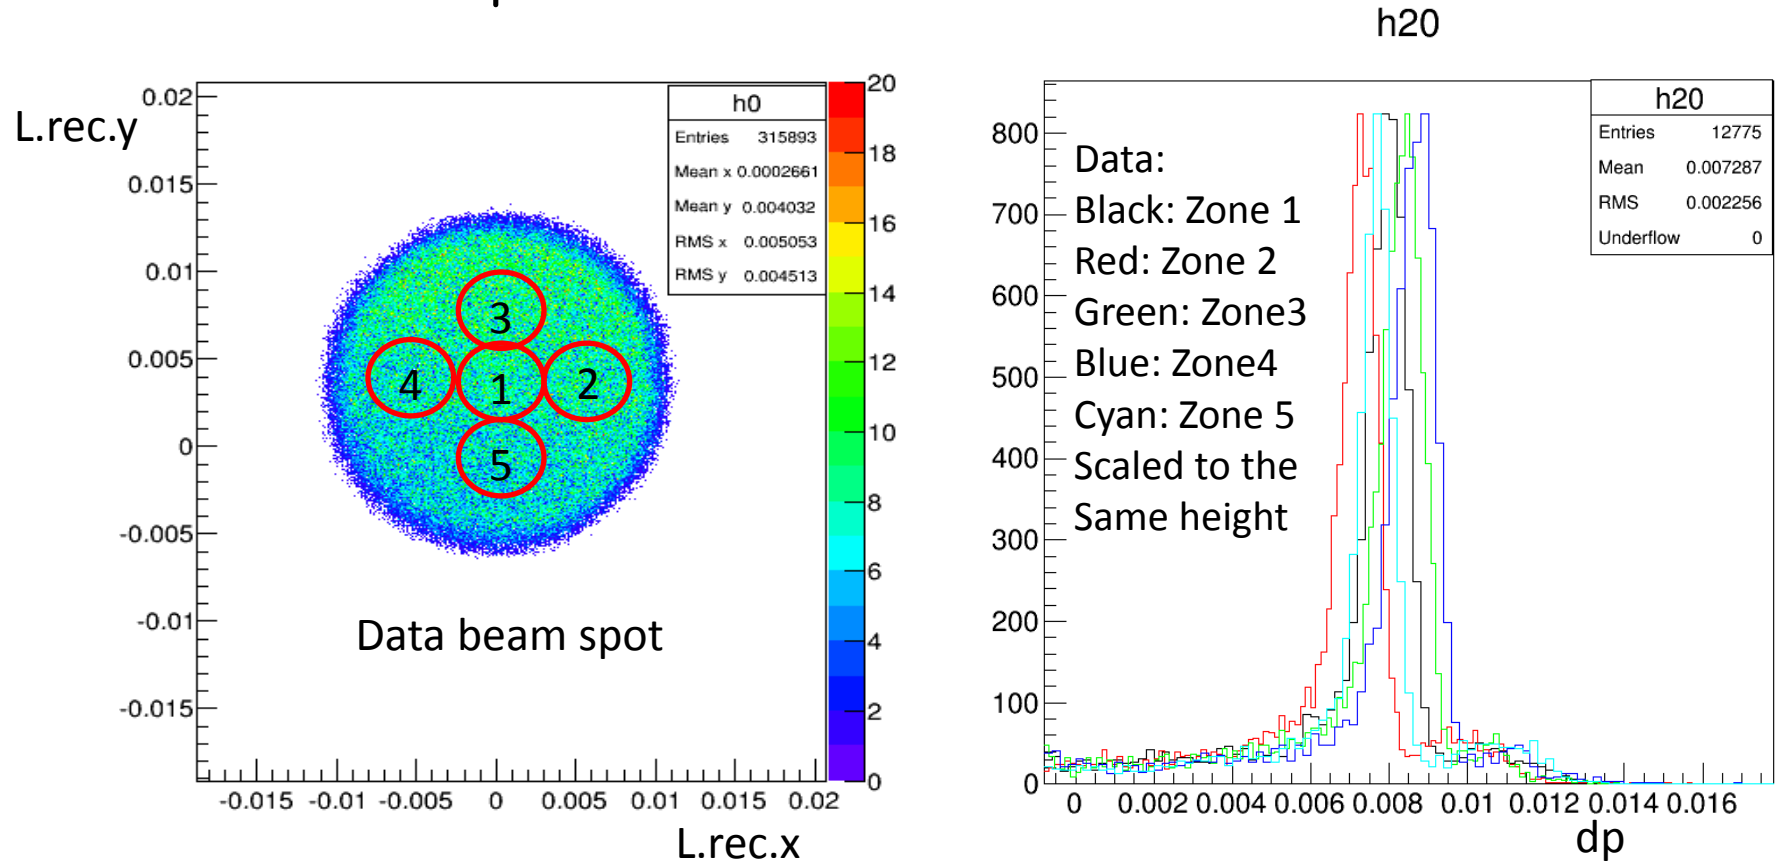 h20
h0
Entries 315893
Mean x 0.0002661
Mean y 0.004032
RMS x 0.005053
RMS y 0.004513
L.rec.y
0.02
0.015
0.01
0.005
0
-0.005
-0.01
-0.015
3
4 1 2
5
Data beam spot
-0.015 -0.01 -0.005 0 0.005 0.01 0.015 0.02
L.rec.x
20
18
16
14
12
10
8
6
4
2
0
h20
Entries 12775
Mean 0.007287
RMS 0.002256
Underflow 0
Data:
Black: Zone 1
Red: Zone 2
Green: Zone3
Blue: Zone4
Cyan: Zone 5
Scaled to the
Same height
800
700
600
500
400
300
200
100
0
0 0.002 0.004 0.006 0.008 0.01 0.012 0.014 0.016
dp